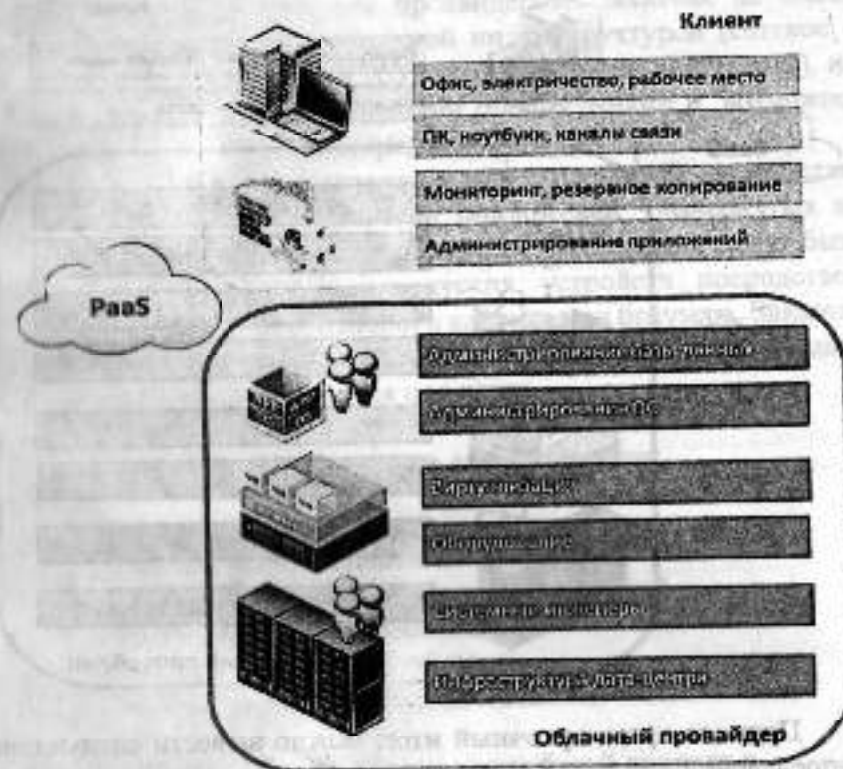 Клиент
Офис, электричество, рабочее место
ПК, ноутбуки, каналы связи
Мониторинг, резервное копирование
Администрирование приложений
PaaS
Администрирование базы данных
Администрирование ОС
Виртуализация
Оборудование
Системные инженеры
Инфраструктура дата-центра
Облачный провайдер